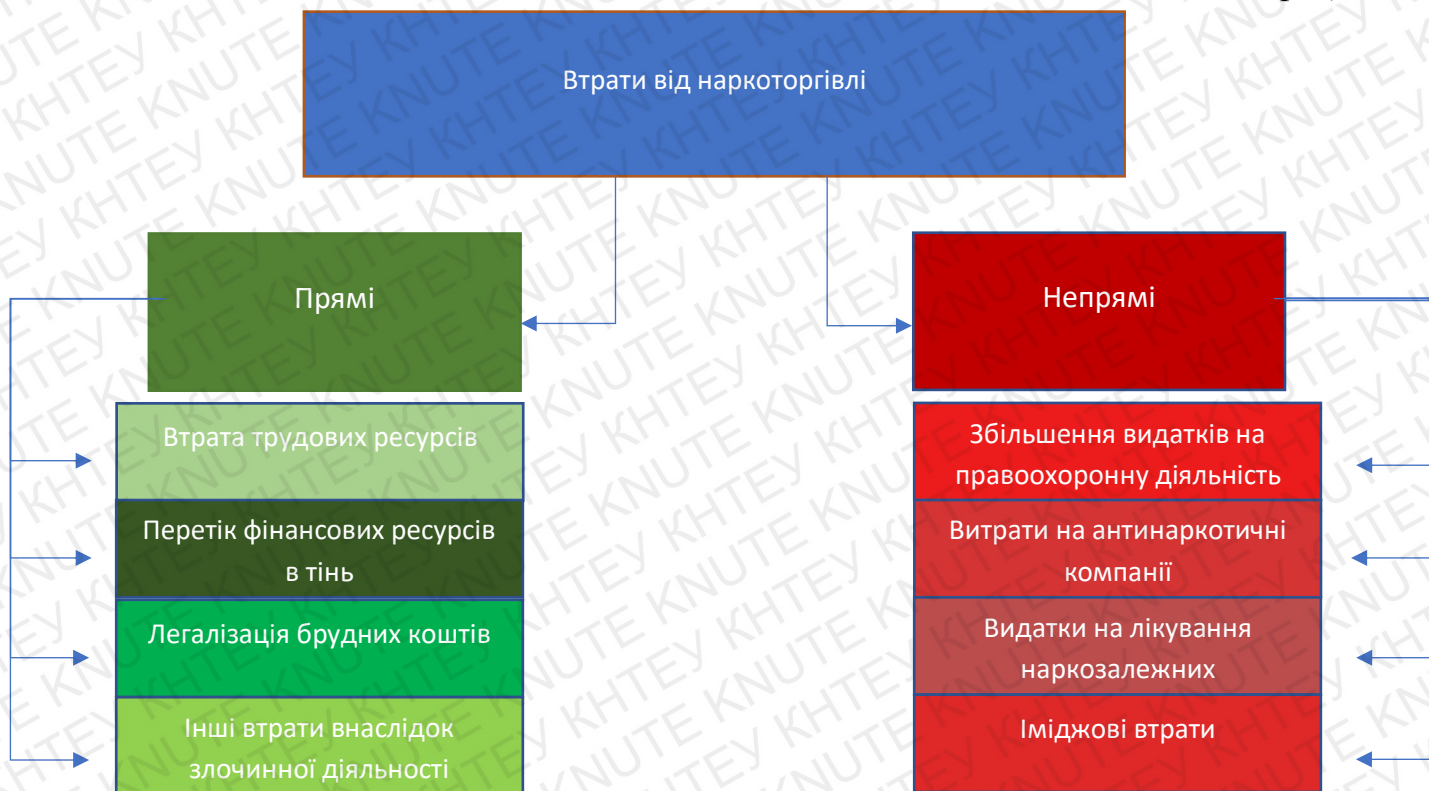 Втрати від наркоторгівлі
Прямі
Непрямі
Втрата трудових ресурсів
Перетік фінансових ресурсів
в тінь
Легалізація брудних коштів
Інші втрати внаслідок
злочинної діяльності
Збільшення видатків на
правоохоронну діяльність
Витрати на антинаркотичні
компанії
Видатки на лікування
наркозалежних
Іміджові втрати